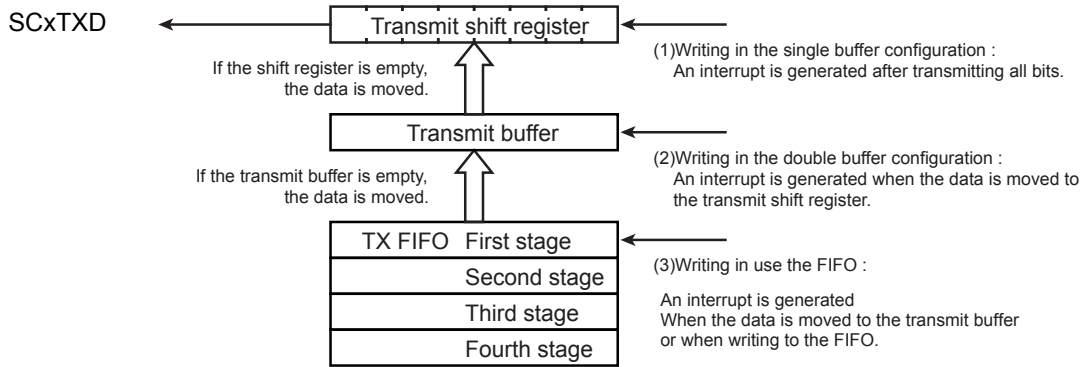 SCxTXD
Transmit shift register
(1)Writing in the single buffer configuration :
An interrupt is generated after transmitting all bits.
If the shift register is empty,
the data is moved.
Transmit buffer
(2)Writing in the double buffer configuration :
An interrupt is generated when the data is moved to
the transmit shift register.
If the transmit buffer is empty,
the data is moved.
TX FIFO First stage
Second stage
Third stage
Fourth stage
(3)Writing in use the FIFO :
An interrupt is generated
When the data is moved to the transmit buffer
or when writing to the FIFO.